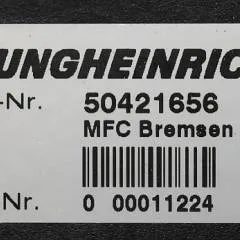 UNGHEINRIC
-Nr. 50421656
MFC Bremsen
Nr. 0 00011224